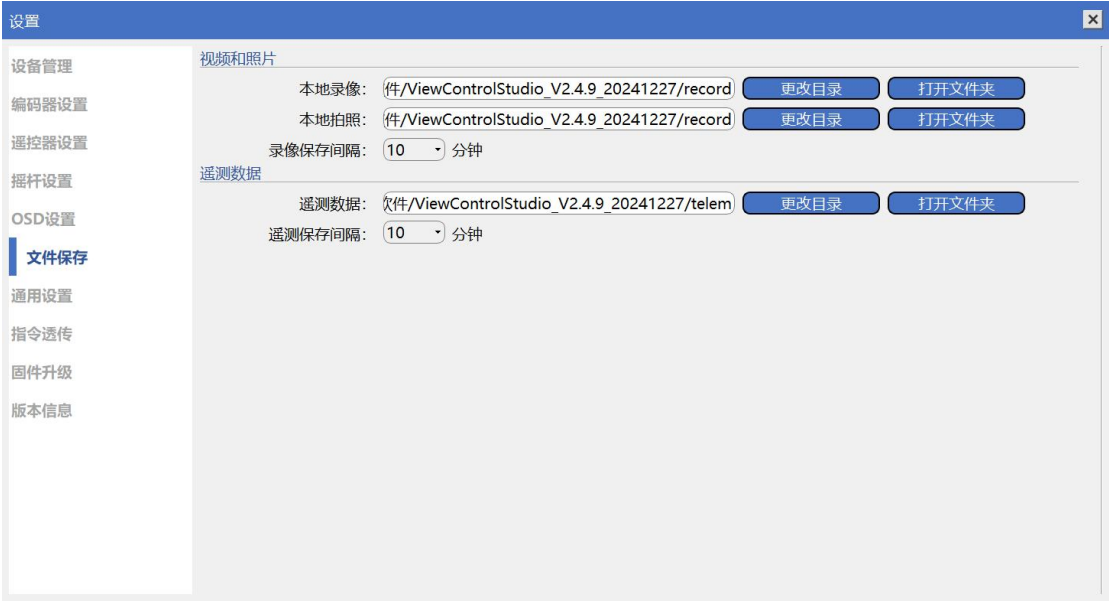 设置
设备管理
编码器设置
遥控器设置
摇杆设置
OSD设置
文件保存
通用设置
指令透传
固件升级
版本信息
视频和照片
本地录像: 件/ViewControlStudio_V2.4.9_20241227/record 更改目录 打开文件夹
本地拍照: 件/ViewControlStudio_V2.4.9_20241227/record 更改目录 打开文件夹
录像保存间隔: 10 分钟
遥测数据
遥测数据: 软件/ViewControlStudio_V2.4.9_20241227/telem 更改目录 打开文件夹
遥测保存间隔: 10 分钟